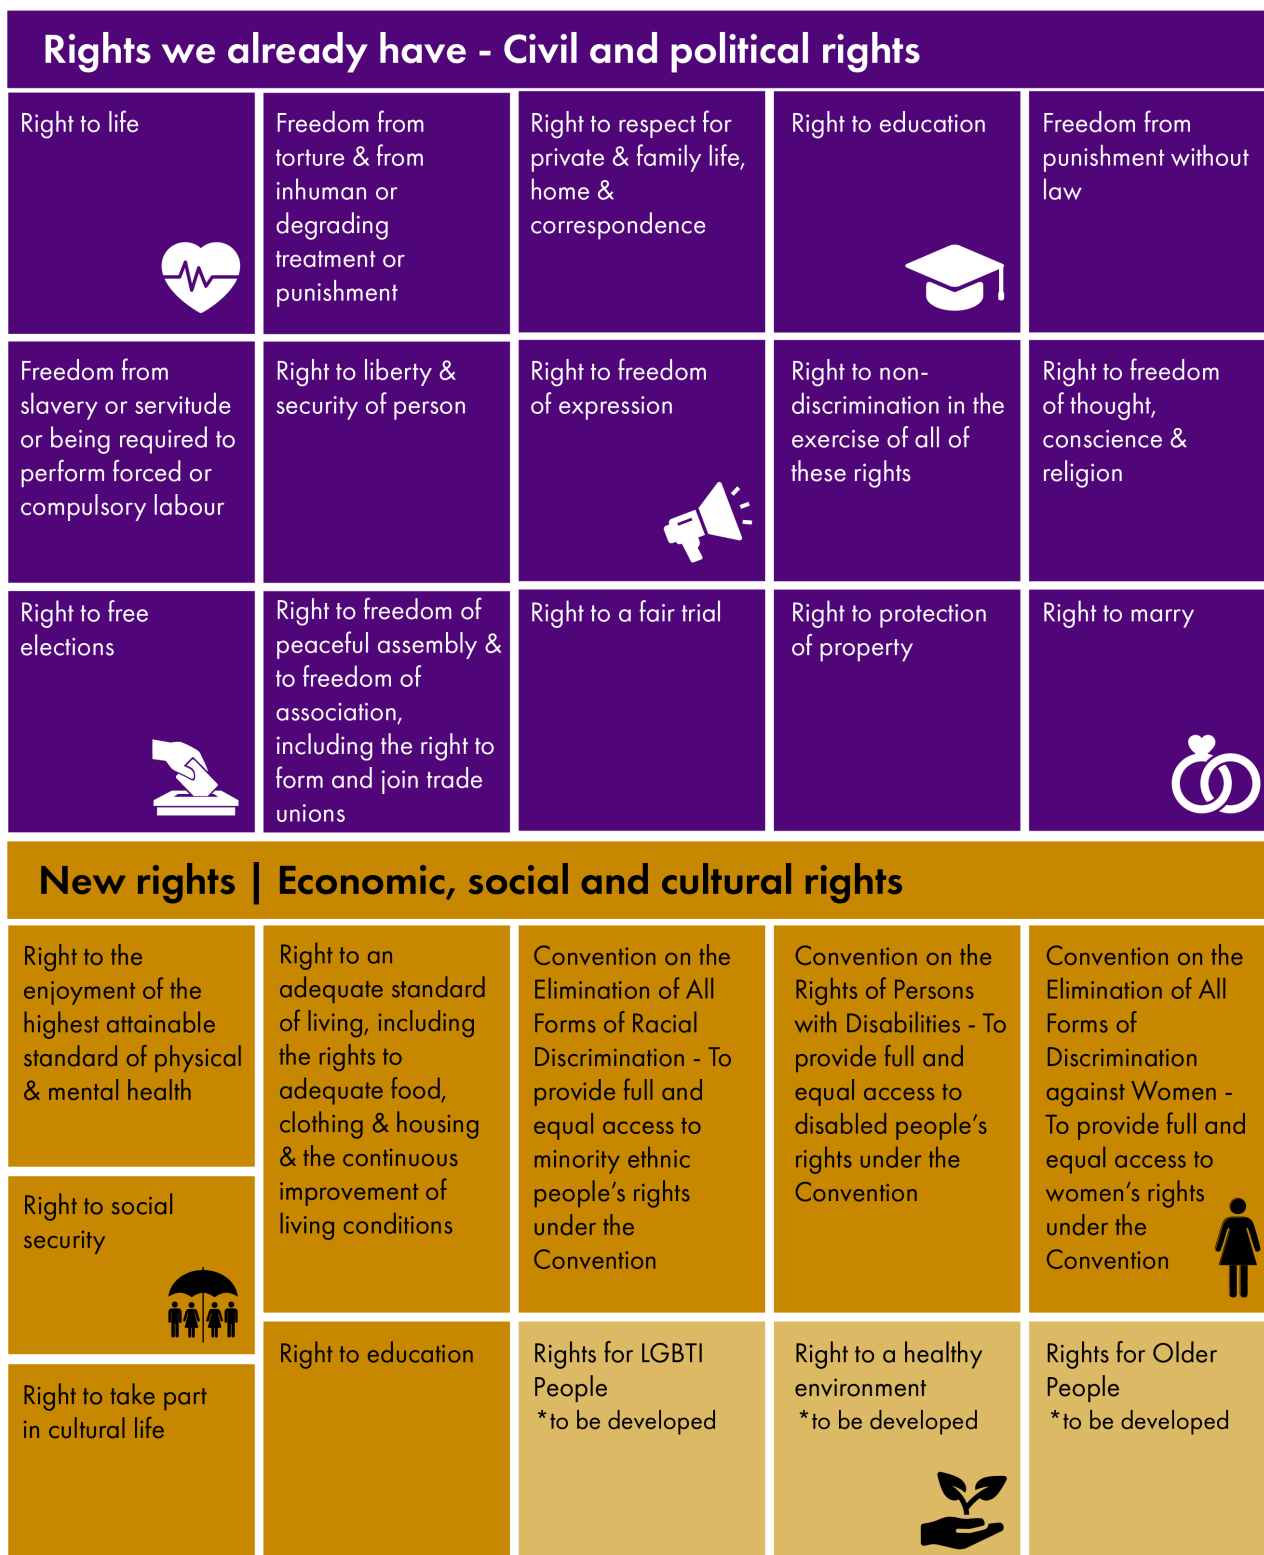 Rights we already have - Civil and political rights
Right to life
Freedom from
torture & from
inhuman or
degrading
treatment or
punishment
Right to respect for
private & family life,
home &
correspondence
Right to education
Freedom from
punishment without
law
Freedom from
slavery or servitude
or being required to
perform forced or
compulsory labour
Right to liberty &
security of person
Right to freedom
of expression
Right to non-
discrimination in the
exercise of all of
these rights
Right to freedom
of thought,
conscience &
religion
Right to free
elections
Right to freedom of
peaceful assembly &
to freedom of
association,
including the right to
form and join trade
unions
Right to a fair trial
Right to protection
of property
Right to marry
New rights | Economic, social and cultural rights
Right to the
enjoyment of the
highest attainable
standard of physical
& mental health
Right to an
adequate standard
of living, including
the rights to
adequate food,
clothing & housing
& the continuous
improvement of
living conditions
Convention on the
Elimination of All
Forms of Racial
Discrimination - To
provide full and
equal access to
minority ethnic
people's rights
under the
Convention
Convention on the
Rights of Persons
with Disabilities - To
provide full and
equal access to
disabled people's
rights under the
Convention
Convention on the
Elimination of All
Forms of
Discrimination
against Women -
To provide full and
equal access to
women's rights
under the
Convention
Right to social
security
Right to take part
in cultural life
Right to education
Rights for LGBTI
People
*to be developed
Right to a healthy
environment
*to be developed
Rights for Older
People
*to be developed